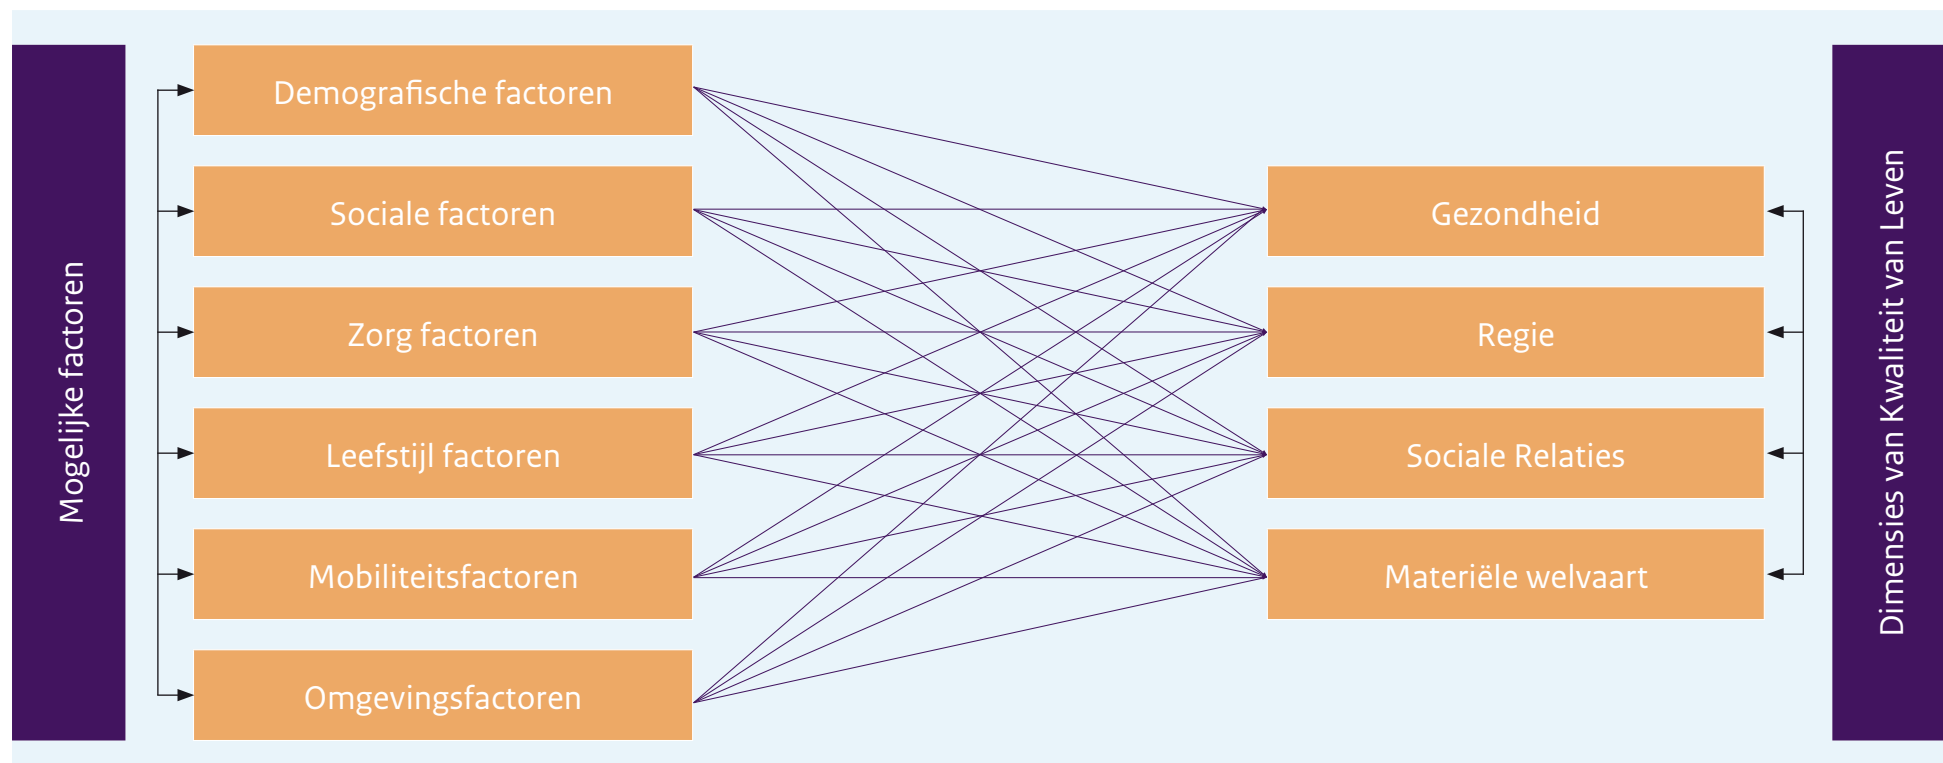 Mogelijke factoren
Demografische factoren
Sociale factoren
Zorg factoren
Leefstijl factoren
Mobiliteitsfactoren
Omgevingsfactoren
Gezondheid
Regie
Sociale Relaties
Materiële welvaart
Dimensies van Kwaliteit van Leven